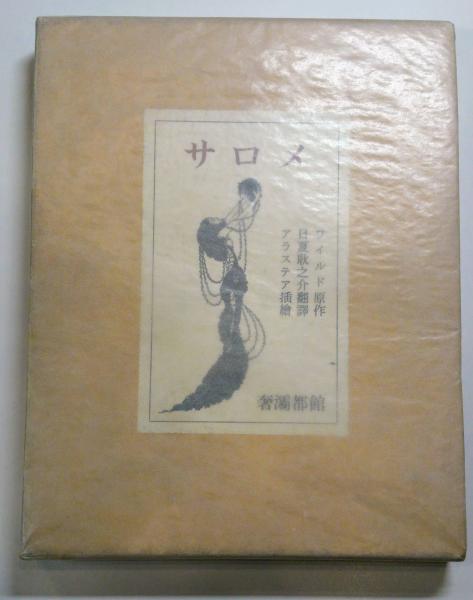 サロメ
ワイルド原作
日夏耿之介翻譯
アラステア插繪
奢灞都館